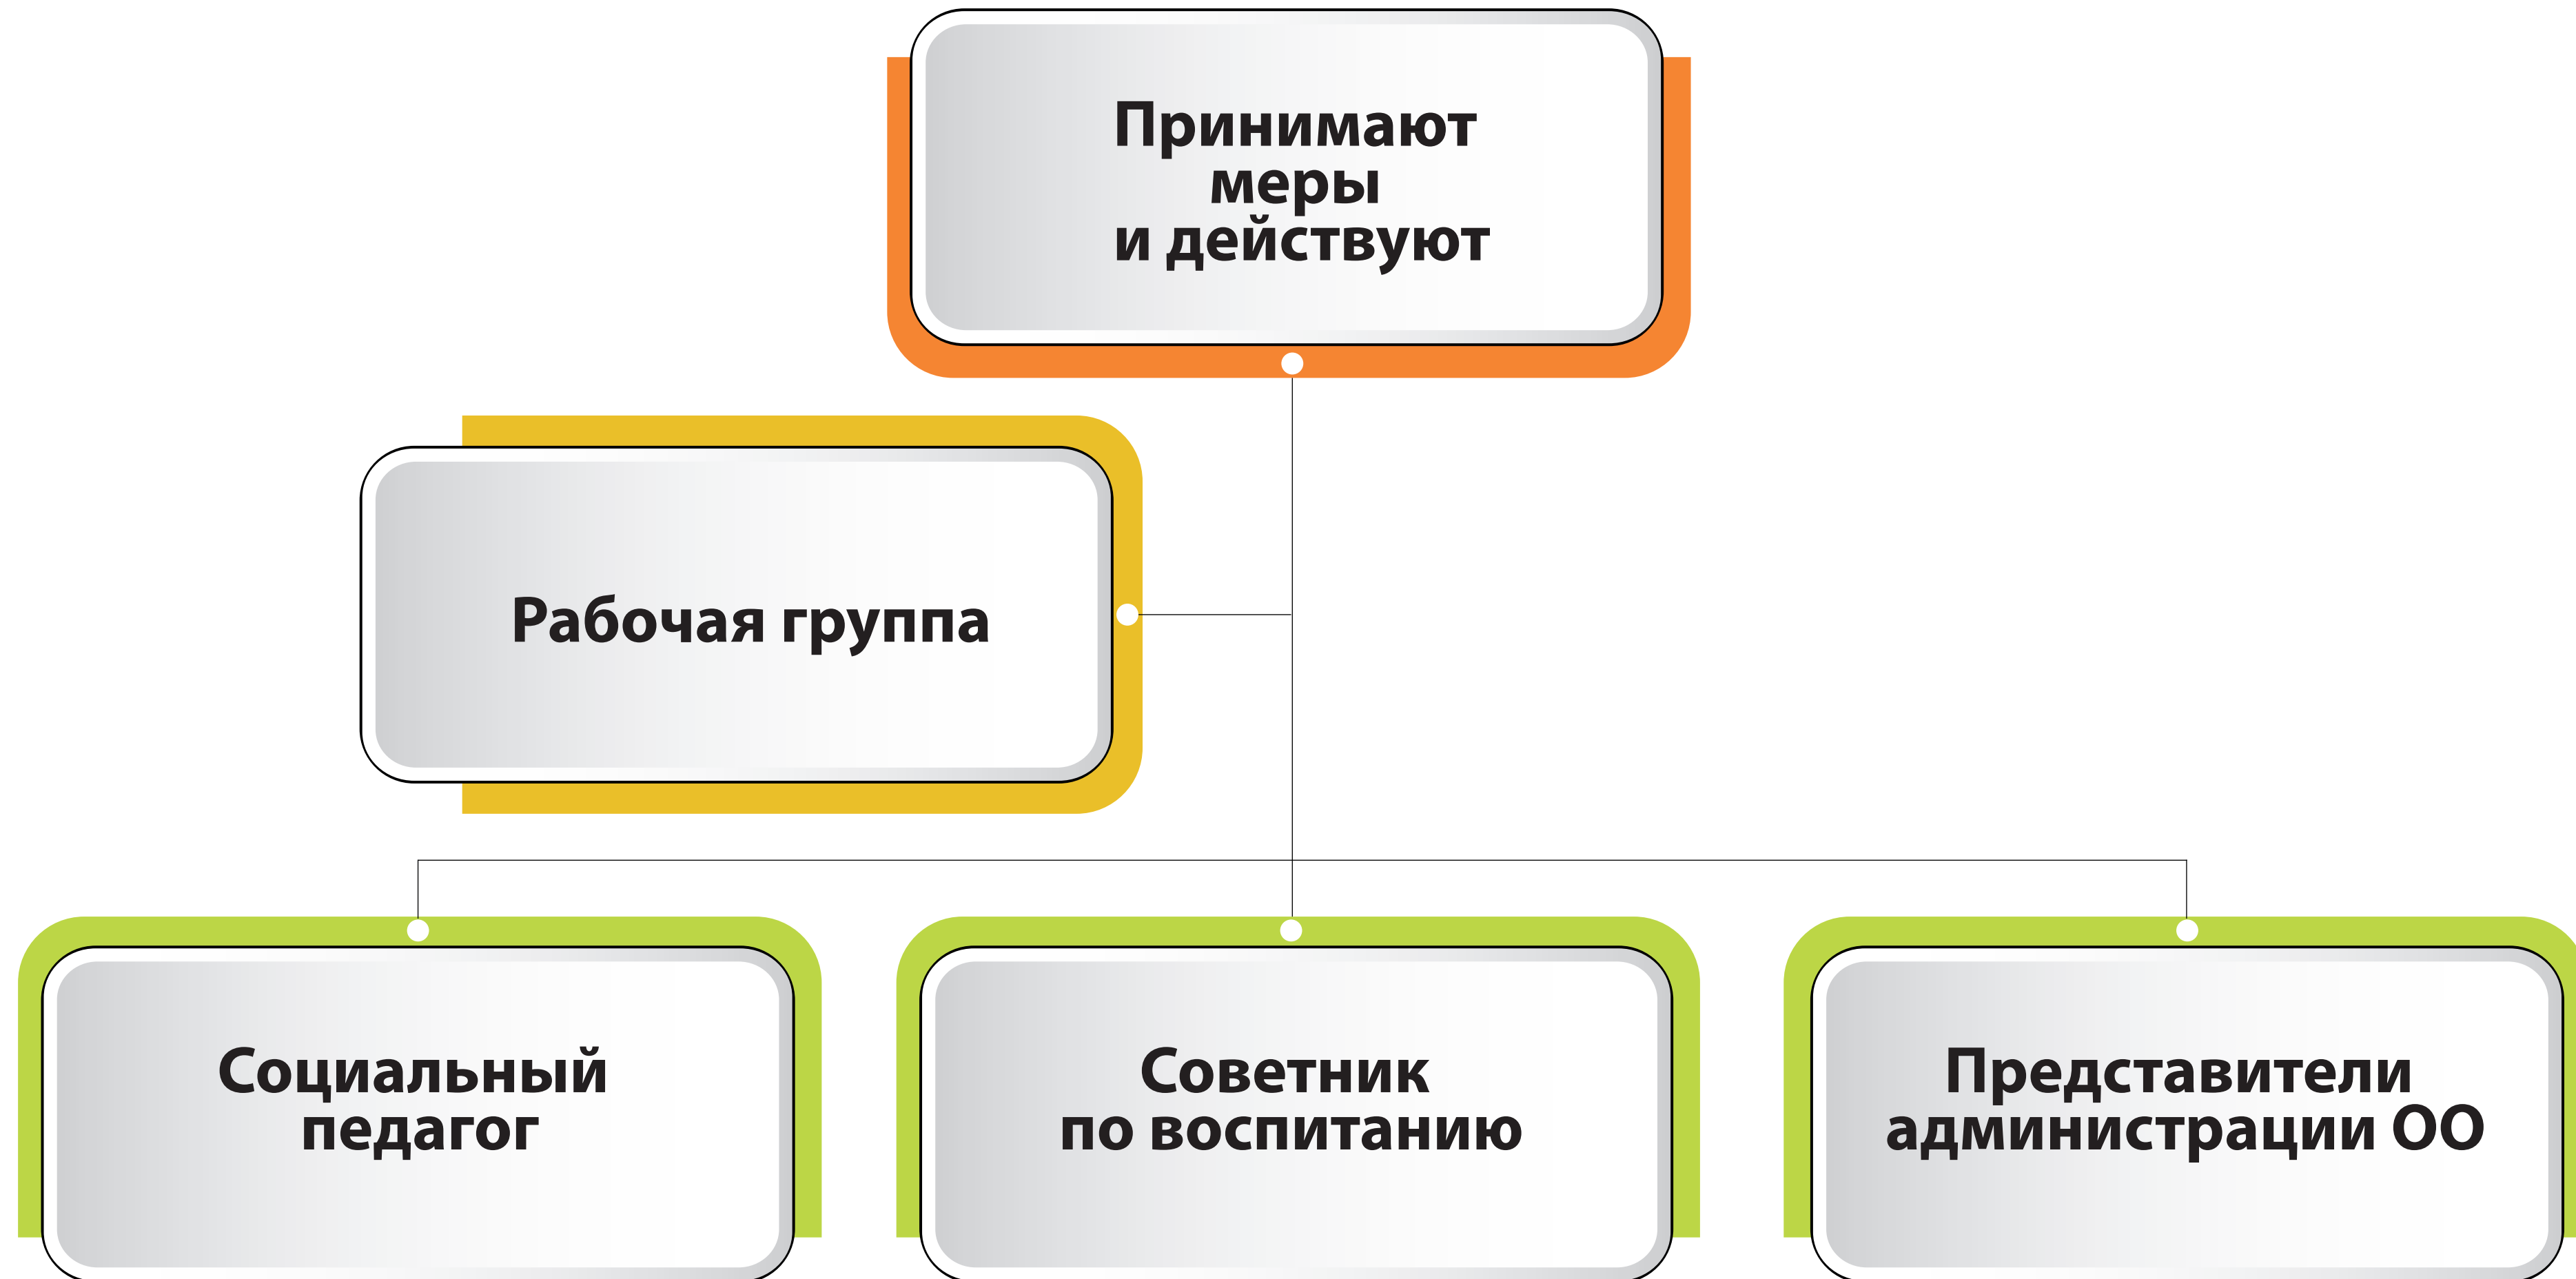 Принимают
меры
и действуют
Рабочая группа
Социальный
педагог
Советник
по воспитанию
Представители
администрации ОО